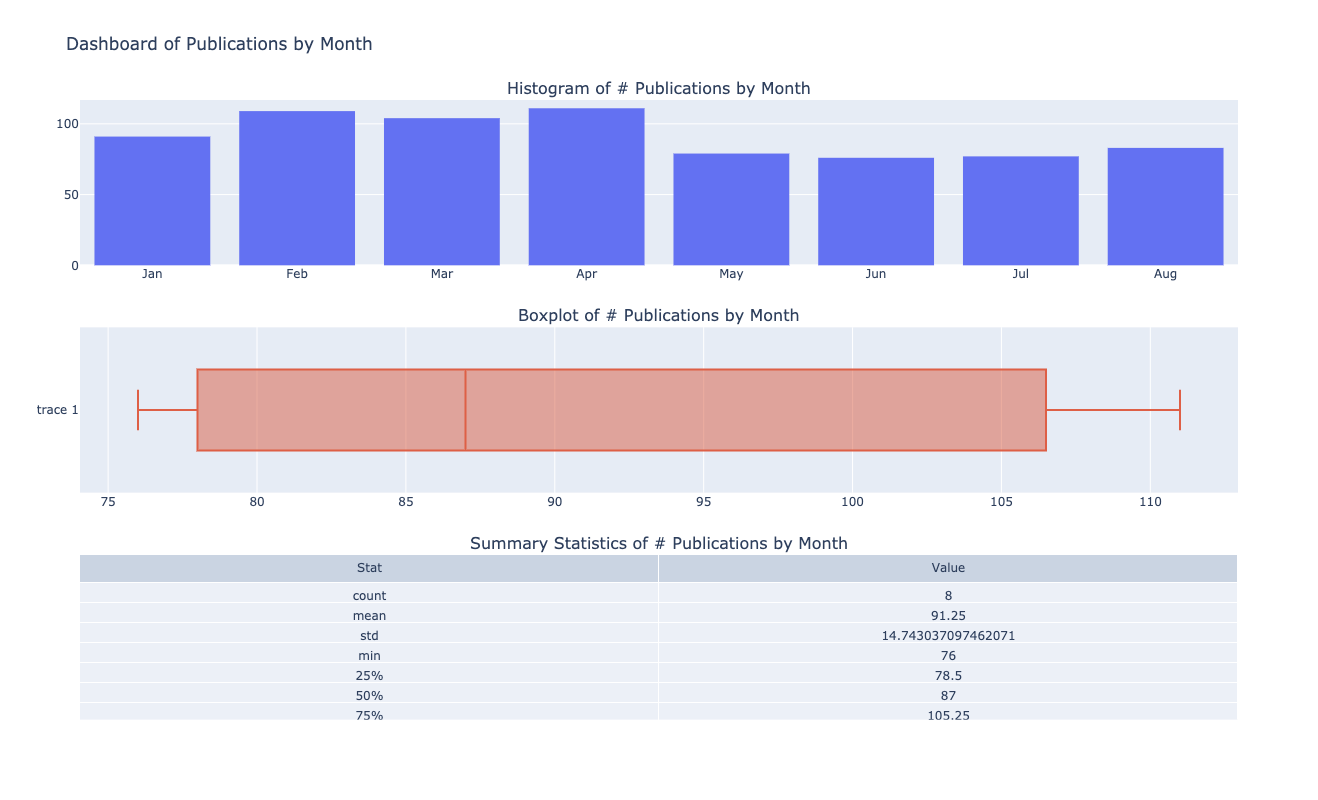 Dashboard of Publications by Month
Histogram of # Publications by Month
100
50
0
Jan Feb Mar Apr May Jun Jul Aug
Boxplot of # Publications by Month
trace 1
75 80 85 90 95 100 105 110
Summary Statistics of # Publications by Month
Stat Value
count 8
mean 91.25
std 14.743037097462071
min 76
25% 78.5
50% 87
75% 105.25